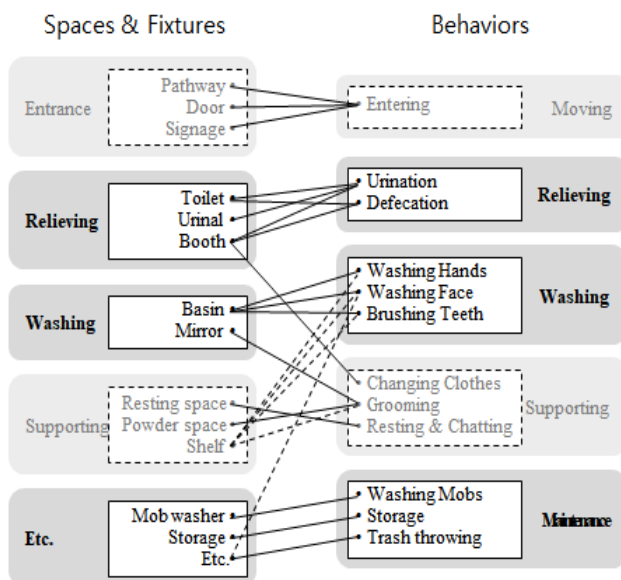 Spaces & Fixtures
Behaviors
Entrance
Pathway
Door
Signage
Entering
Moving
Relieving
Toilet
Urinal
Booth
Urination
Defecation
Relieving
Washing
Basin
Mirror
Washing Hands
Washing Face
Brushing Teeth
Washing
Supporting
Resting space
Powder space
Shelf
Changing Clothes
Grooming
Resting & Chatting
Supporting
Etc.
Mob washer
Storage
Etc.
Washing Mobs
Storage
Trash throwing
Maintenance